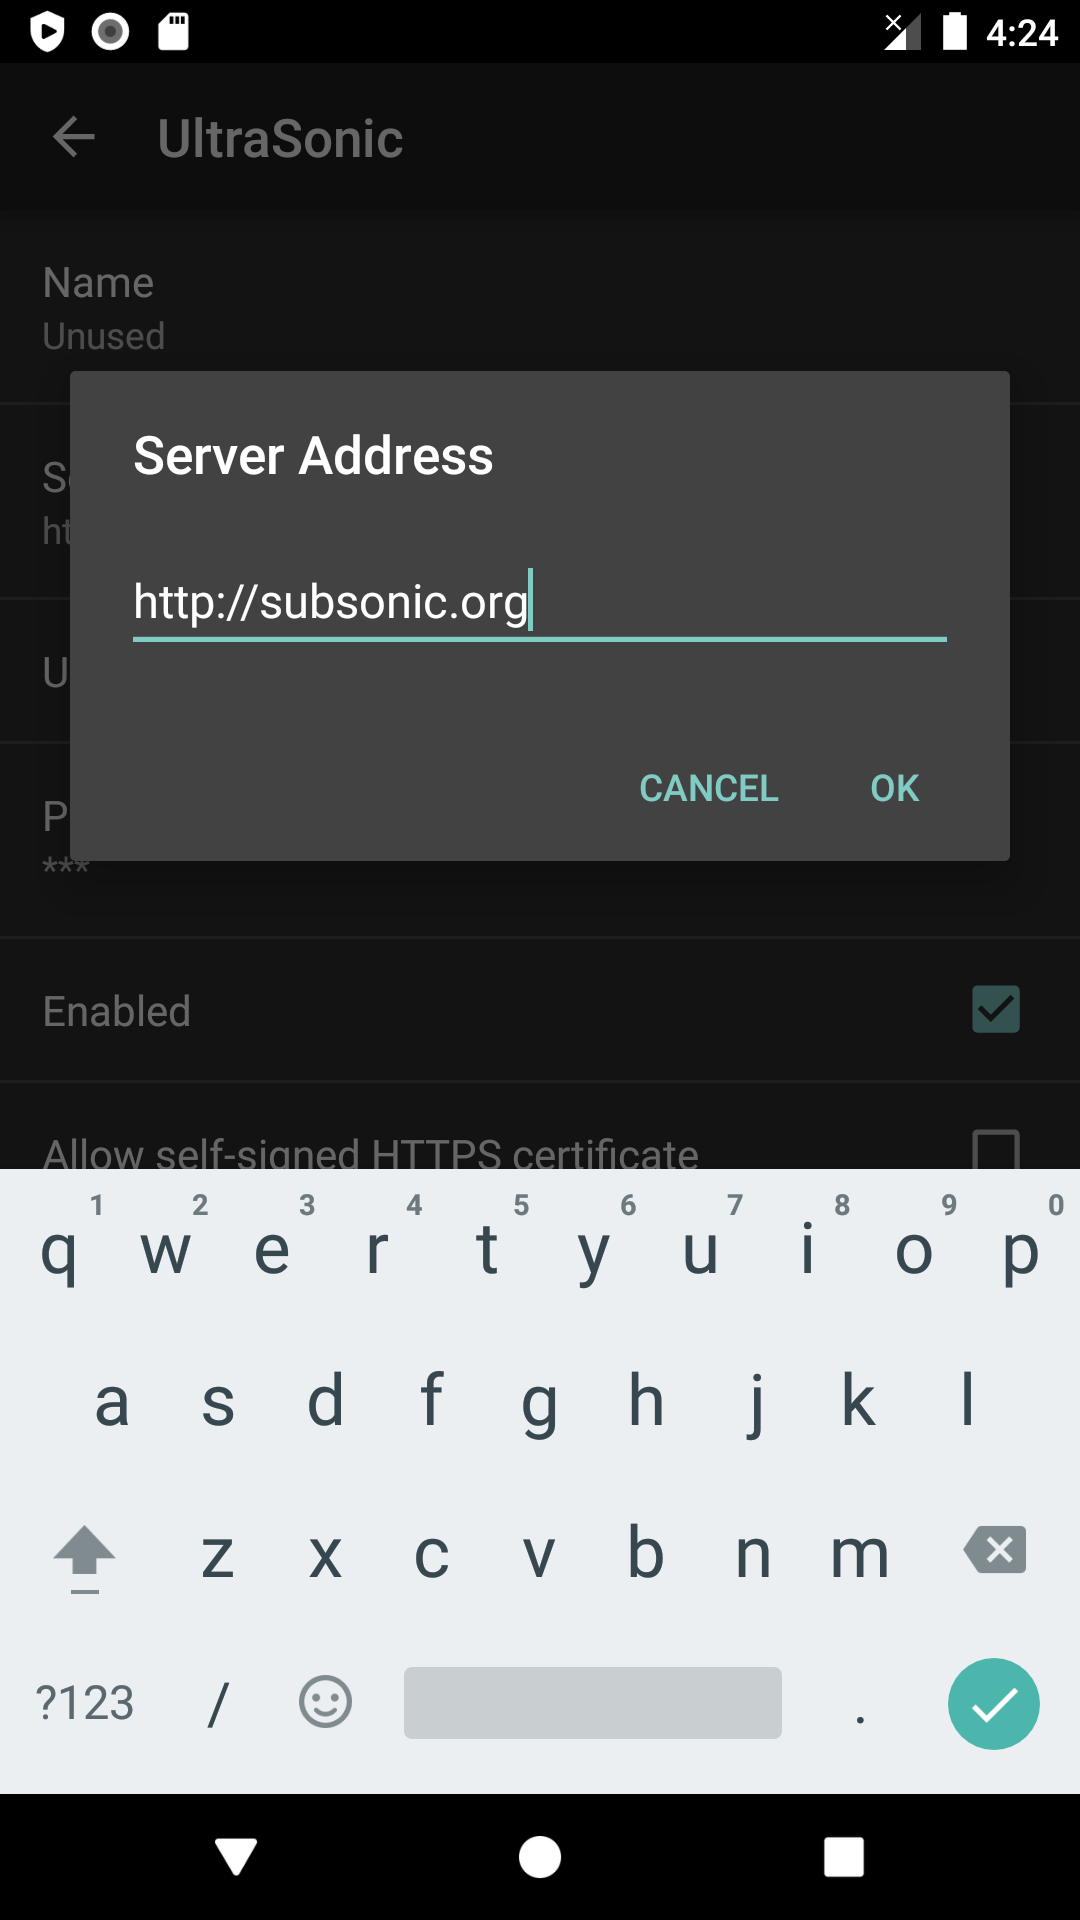 4:24
UltraSonic
Name
Unused
Server Address
http://subsonic.org
CANCEL OK
***
Enabled
Allow self-signed HTTPS certificate
1 2 3 4 5 6 7 8 9 0
q w e r t y u i o p
a s d f g h j k l
z x c v b n m
?123 / .